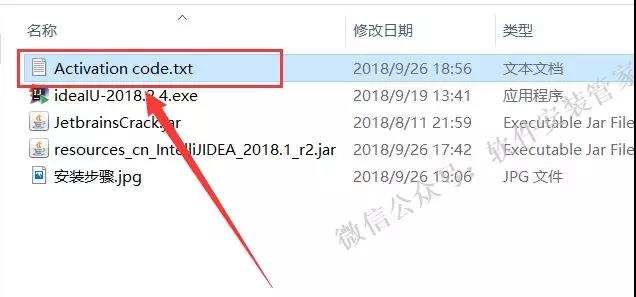 名称 修改日期 类型
Activation code.txt 2018/9/26 18:56 文本文档
ideaIU-2018.2.4.exe 2018/9/19 13:41 应用程序
JetbrainsCrack.jar 2018/8/11 21:59 Executable Jar File
resources_cn_IntelliJIDEA_2018.1_r2.jar 2018/9/26 17:42 Executable Jar File
安装步骤.jpg 2018/9/26 19:06 JPG 文件
微信公众号：软件安装管家